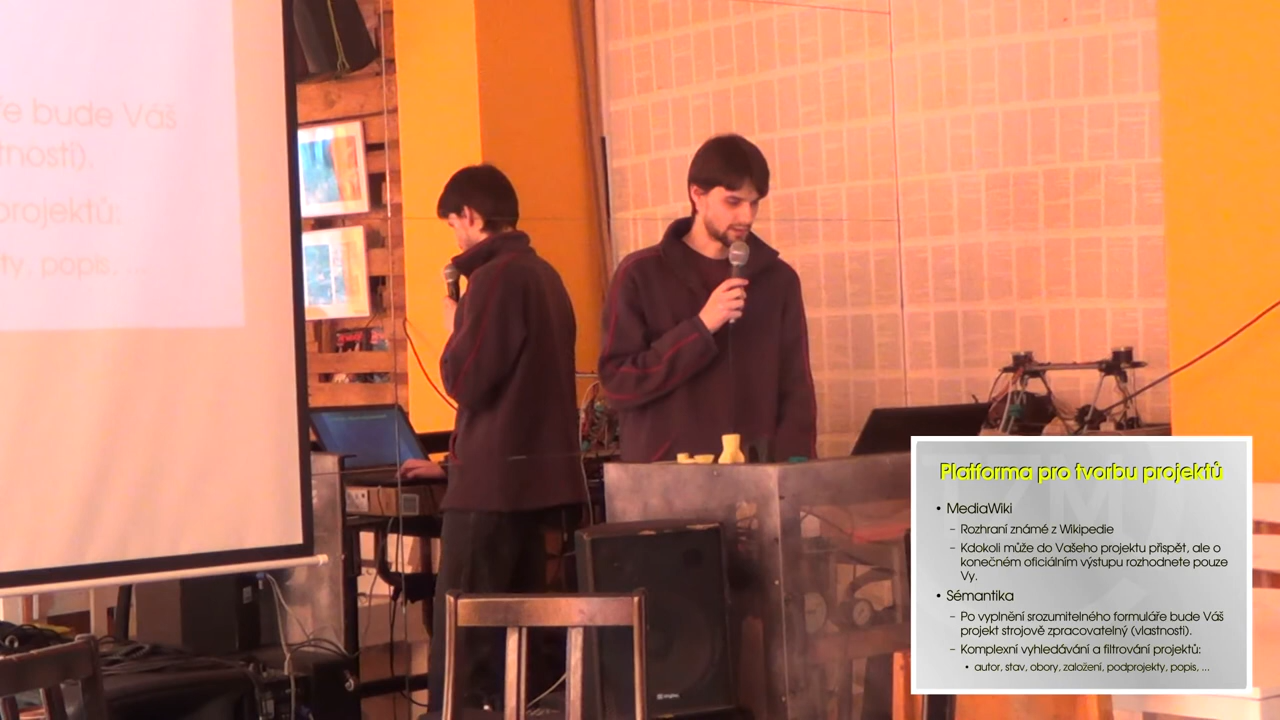 ře bude Váš
tností).
projektů:
ty, popis, ...
Platforma pro tvorbu projektů
• MediaWiki
– Rozhraní známé z Wikipedie
– Kdokoli může do Vašeho projektu přispět, ale o
konečném oficiálním výstupu rozhodnete pouze
Vy.
• Sémantika
– Po vyplnění srozumitelného formuláře bude Váš
projekt strojově zpracovatelný (vlastnosti).
– Komplexní vyhledávání a filtrování projektů:
• autor, stav, obory, založení, podprojekty, popis, ...